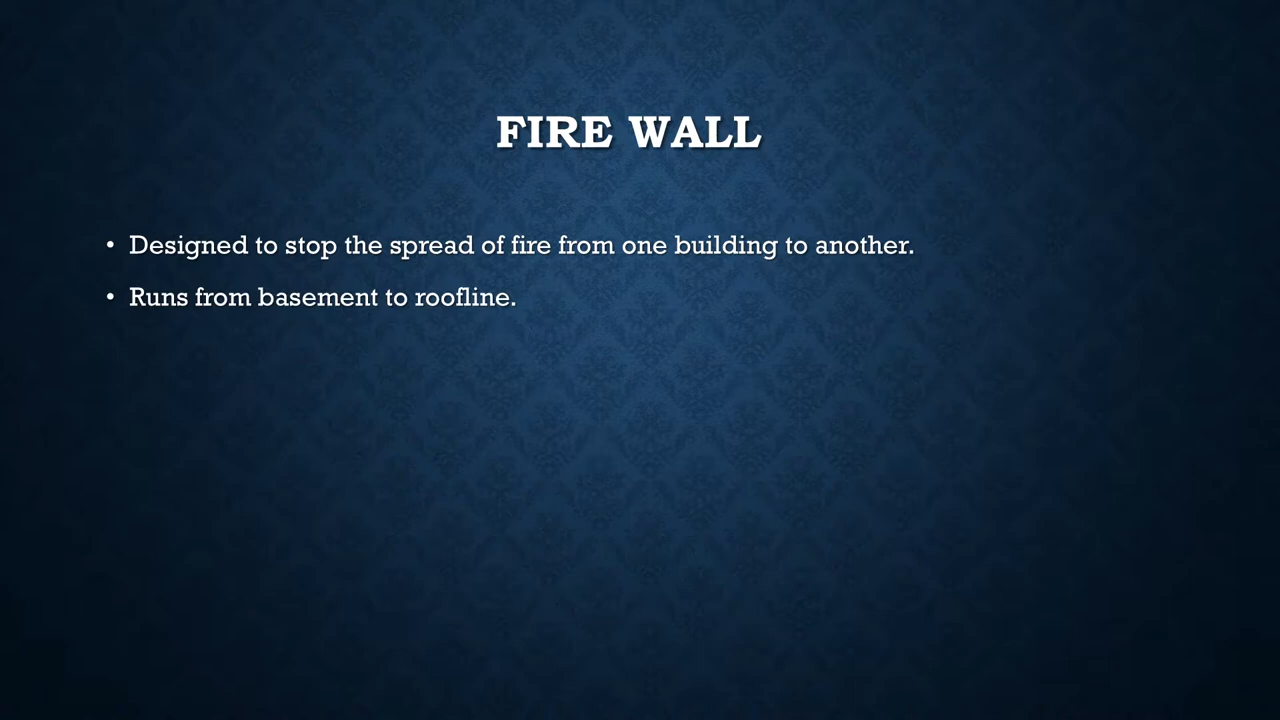 FIRE WALL
• Designed to stop the spread of fire from one building to another.
• Runs from basement to roofline.